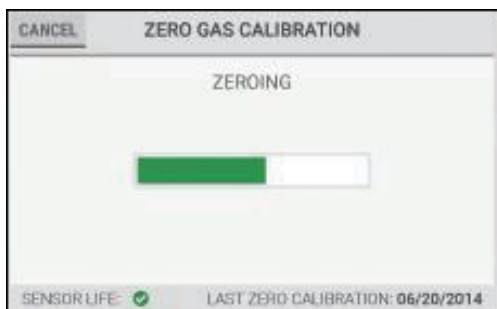 CANCEL ZERO GAS CALIBRATION
ZEROING
SENSOR LIFE: LAST ZERO CALIBRATION: 06/20/2014